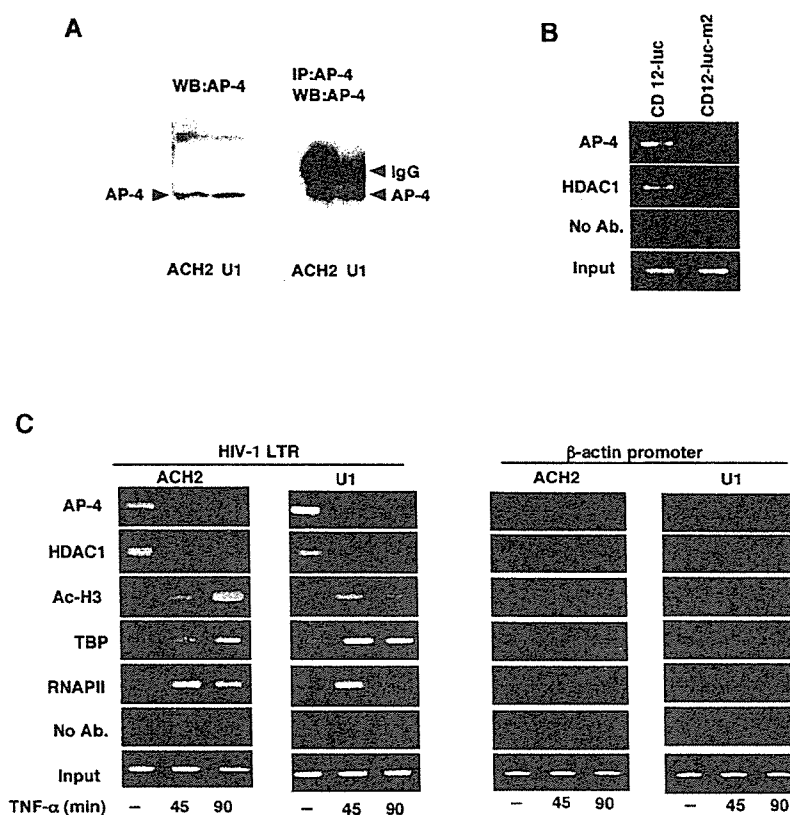 A
WB:AP-4
IP:AP-4
WB:AP-4
IgG
AP-4
AP-4
ACH2 U1
ACH2 U1
B
CD 12-luc
CD12-luc-m2
AP-4
HDAC1
No Ab.
Input
C
HIV-1 LTR
β-actin promoter
ACH2
U1
ACH2
U1
AP-4
HDAC1
Ac-H3
TBP
RNAPII
No Ab.
Input
TNF-α (min) – 45 90 – 45 90 – 45 90 – 45 90